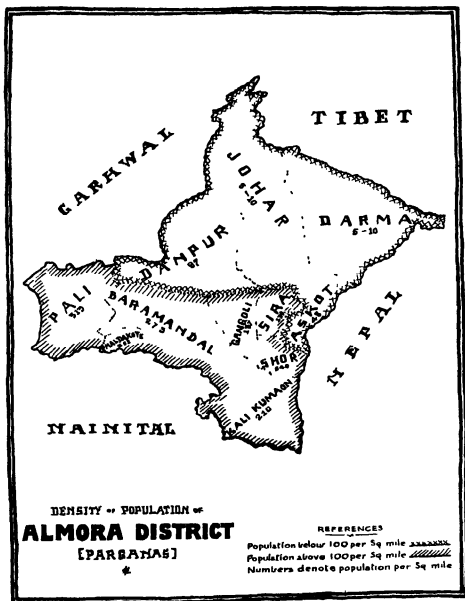 TIBET
GARHWAL
JOHAR
5-10
DARMA
5-10
DANPUR
PALI
BARAMANDAL
273
GANGOLI
SIRA
ASKOT
NEPAL
SHOR
KALI KUMAON
210
NAINITAL
DENSITY OF POPULATION OF
ALMORA DISTRICT
[PARGANAS]
REFERENCES
Population below 100 per Sq mile
Population above 100 per Sq mile
Numbers denote population per Sq mile